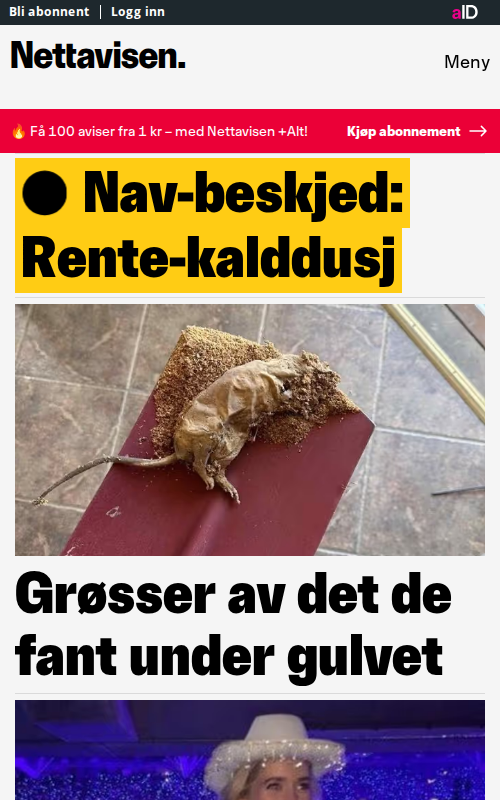 Bli abonnent
Logg inn
aID
Nettavisen.
Meny
🔥 Få 100 aviser fra 1 kr – med Nettavisen +Alt!
Kjøp abonnement →
● Nav-beskjed:
Rente-kalddusj
Grøsser av det de
fant under gulvet